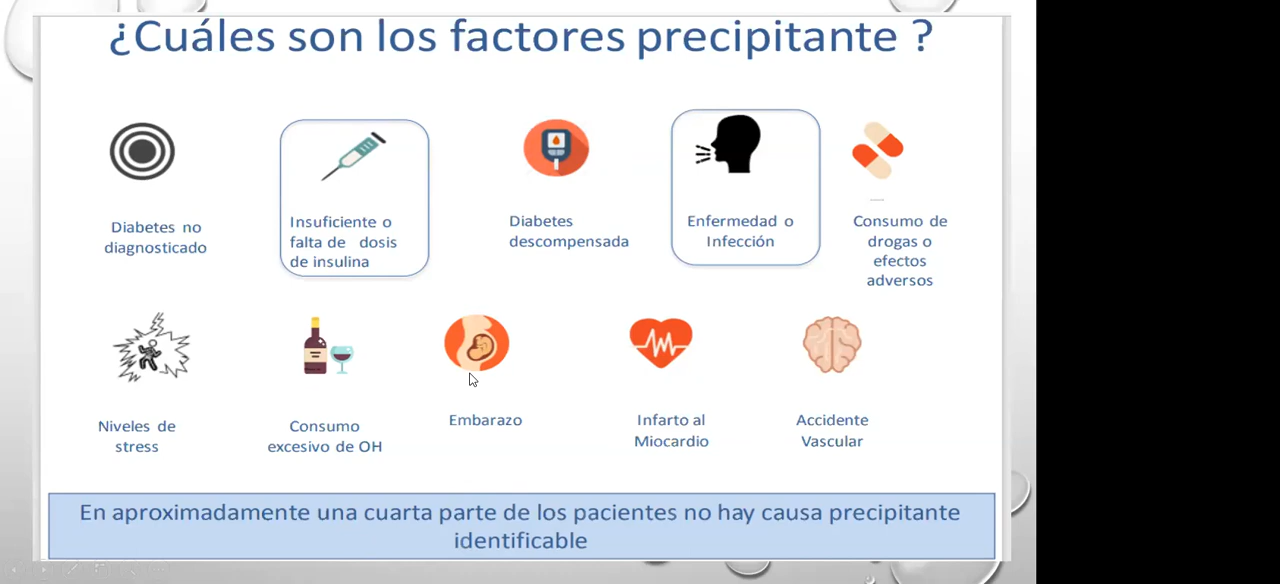 ¿Cuáles son los factores precipitante ?
Diabetes no
diagnosticado
Insuficiente o
falta de dosis
de insulina
Diabetes
descompensada
Enfermedad o
Infección
Consumo de
drogas o
efectos
adversos
Niveles de
stress
Consumo
excesivo de OH
Embarazo
Infarto al
Miocardio
Accidente
Vascular
En aproximadamente una cuarta parte de los pacientes no hay causa precipitante
identificable